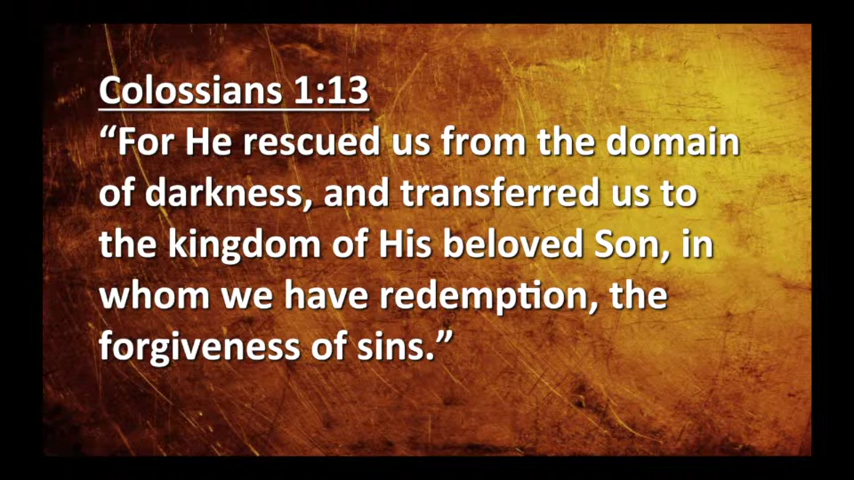 Colossians 1:13
“For He rescued us from the domain
of darkness, and transferred us to
the kingdom of His beloved Son, in
whom we have redemption, the
forgiveness of sins.”